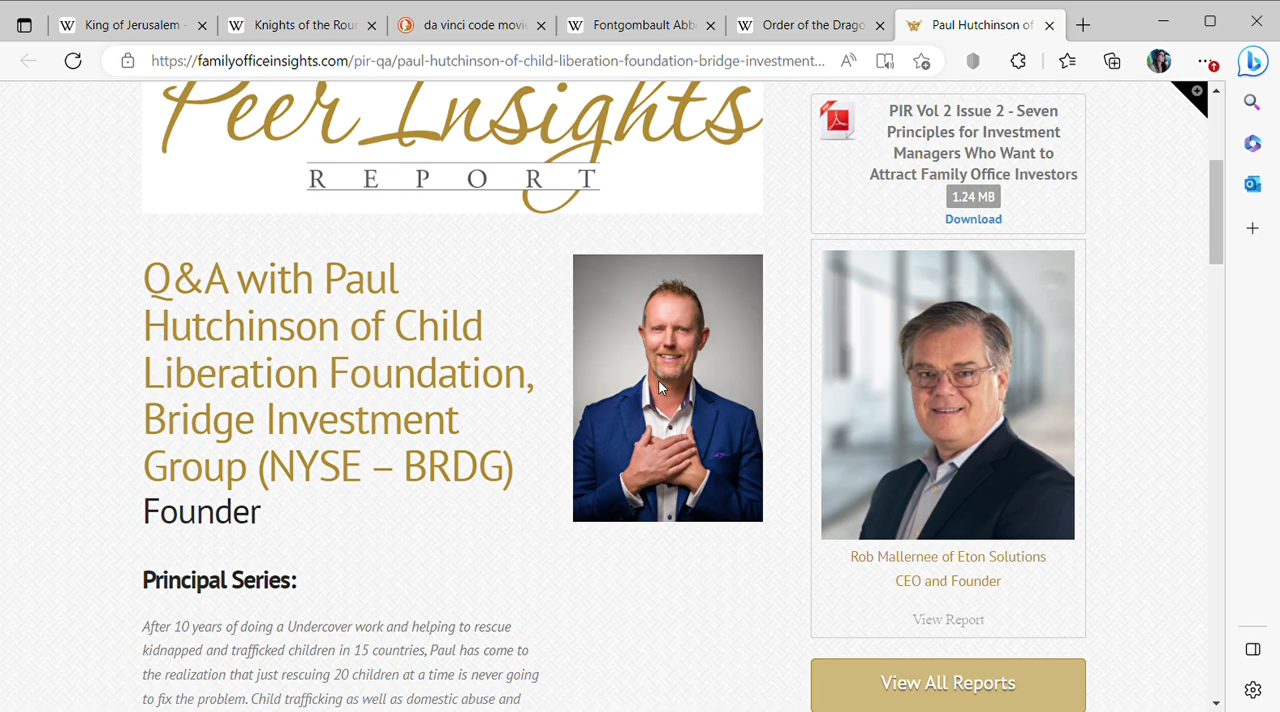 King of Jerusalem -
Knights of the Roun
da vinci code movi
Fontgombault Abb
Order of the Drago
Paul Hutchinson of
https://familyofficeinsights.com/pir-qa/paul-hutchinson-of-child-liberation-foundation-bridge-investment...
Peer Insights
REPORT
Q&A with Paul
Hutchinson of Child
Liberation Foundation,
Bridge Investment
Group (NYSE – BRDG)
Founder
Principal Series:
After 10 years of doing a Undercover work and helping to rescue
kidnapped and trafficked children in 15 countries, Paul has come to
the realization that just rescuing 20 children at a time is never going
to fix the problem. Child trafficking as well as domestic abuse and
PIR Vol 2 Issue 2 - Seven
Principles for Investment
Managers Who Want to
Attract Family Office Investors
1.24 MB
Download
Rob Mallernee of Eton Solutions
CEO and Founder
View Report
View All Reports